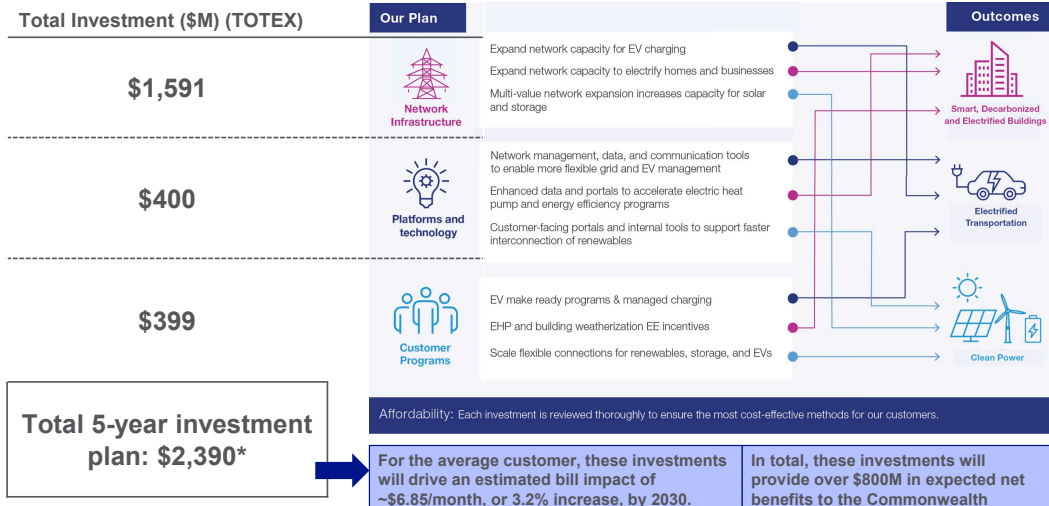 Total Investment ($M) (TOTEX)
Our Plan
Outcomes
$1,591
Network
Infrastructure
Expand network capacity for EV charging
Expand network capacity to electrify homes and businesses
Multi-value network expansion increases capacity for solar
and storage
Smart, Decarbonized
and Electrified Buildings
$400
Platforms and
technology
Network management, data, and communication tools
to enable more flexible grid and EV management
Enhanced data and portals to accelerate electric heat
pump and energy efficiency programs
Customer-facing portals and internal tools to support faster
interconnection of renewables
Electrified
Transportation
$399
Customer
Programs
EV make ready programs & managed charging
EHP and building weatherization EE incentives
Scale flexible connections for renewables, storage, and EVs
Clean Power
Affordability: Each investment is reviewed thoroughly to ensure the most cost-effective methods for our customers.
Total 5-year investment
plan: $2,390*
For the average customer, these investments
will drive an estimated bill impact of
~$6.85/month, or 3.2% increase, by 2030.
In total, these investments will
provide over $800M in expected net
benefits to the Commonwealth